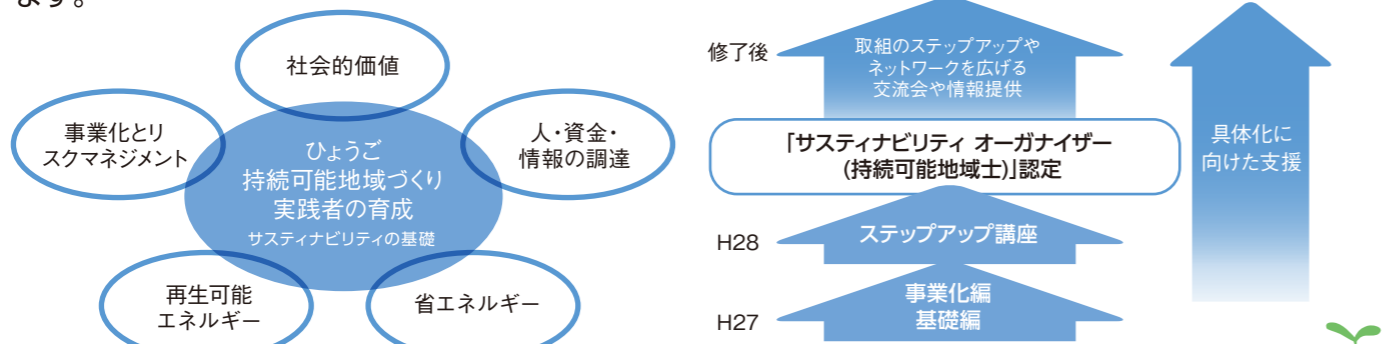 ます。
社会的価値
事業化とリ
スクマネジメント
人・資金・
情報の調達
ひょうご
持続可能地域づくり
実践者の育成
サスティナビリティの基礎
再生可能
エネルギー
省エネルギー
修了後
取組のステップアップや
ネットワークを広げる
交流会や情報提供
「サスティナビリティ オーガナイザー
(持続可能地域士)」認定
H28
ステップアップ講座
H27
事業化編
基礎編
具体化に
向けた支援